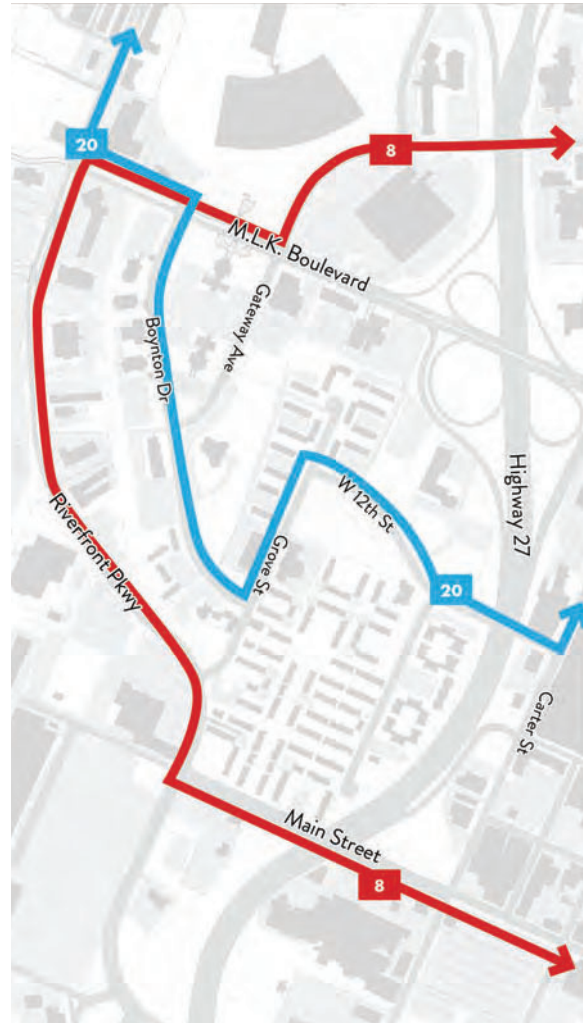 20
8
M.L.K. Boulevard
Gateway Ave
Boynton Dr
Highway 27
W 12th St
Riverfront Pkwy
Grove St
20
Carter St
Main Street
8